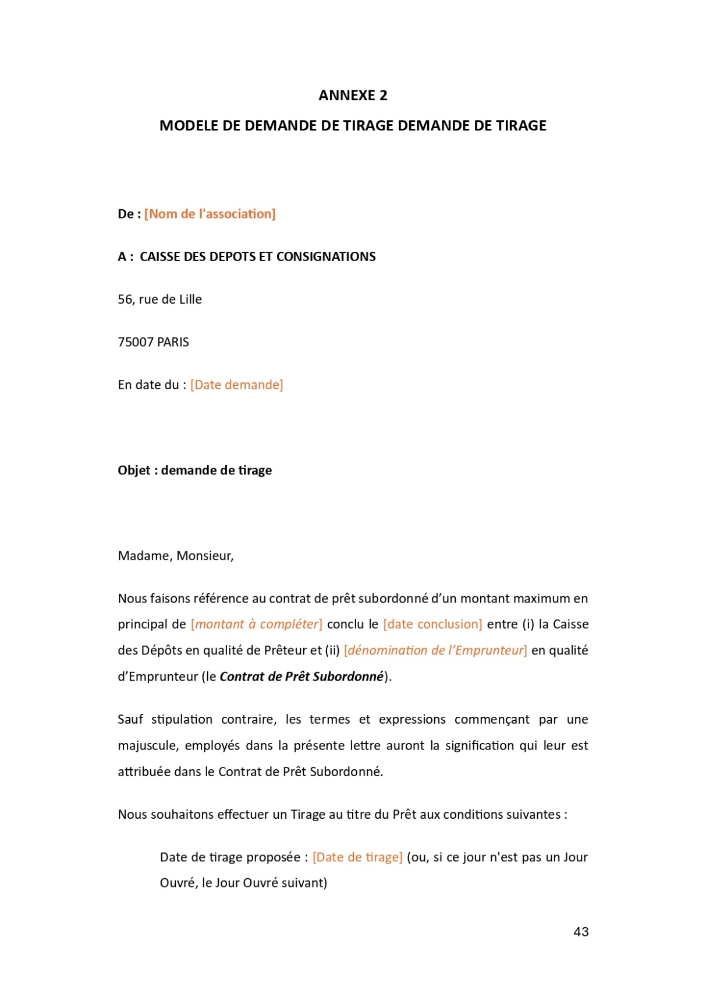 ANNEXE 2
MODELE DE DEMANDE DE TIRAGE DEMANDE DE TIRAGE
De : [Nom de l'association]
A :  CAISSE DES DEPOTS ET CONSIGNATIONS
56, rue de Lille
75007 PARIS
En date du : [Date demande]
Objet : demande de tirage
Madame, Monsieur,
Nous faisons référence au contrat de prêt subordonné d’un montant maximum en
principal de [montant à compléter] conclu le [date conclusion] entre (i) la Caisse
des Dépôts en qualité de Prêteur et (ii) [dénomination de l’Emprunteur] en qualité
d’Emprunteur (le Contrat de Prêt Subordonné).
Sauf stipulation contraire, les termes et expressions commençant par une
majuscule, employés dans la présente lettre auront la signification qui leur est
attribuée dans le Contrat de Prêt Subordonné.
Nous souhaitons effectuer un Tirage au titre du Prêt aux conditions suivantes :
Date de tirage proposée : [Date de tirage] (ou, si ce jour n'est pas un Jour
Ouvré, le Jour Ouvré suivant)
43